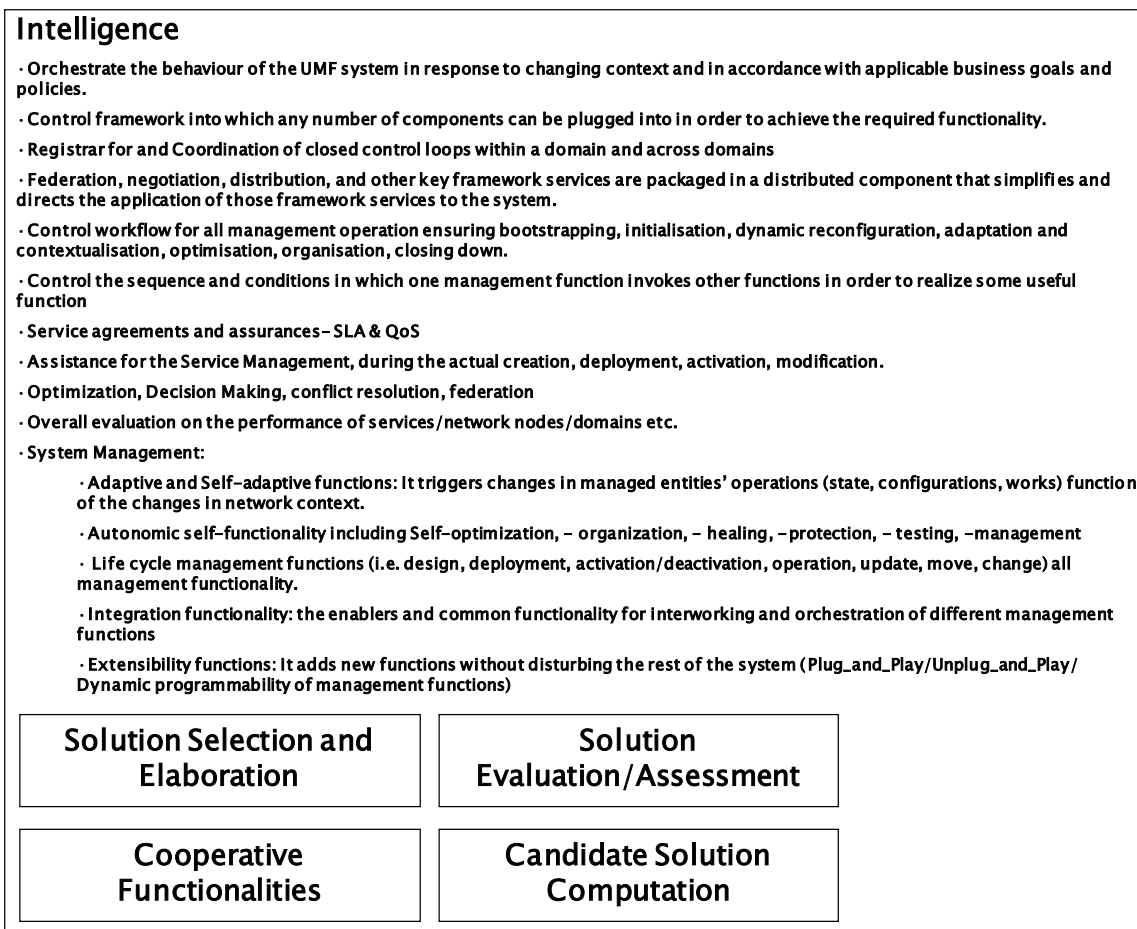 Intelligence
· Orchestrate the behaviour of the UMF system in response to changing context and in accordance with applicable business goals and
policies.
· Control framework into which any number of components can be plugged into in order to achieve the required functionality.
· Registrar for and Coordination of closed control loops within a domain and across domains
· Federation, negotiation, distribution, and other key framework services are packaged in a distributed component that simplifies and
directs the application of those framework services to the system.
· Control workflow for all management operation ensuring bootstrapping, initialisation, dynamic reconfiguration, adaptation and
contextualisation, optimisation, organisation, closing down.
· Control the sequence and conditions in which one management function invokes other functions in order to realize some useful
function
· Service agreements and assurances– SLA & QoS
· Assistance for the Service Management, during the actual creation, deployment, activation, modification.
· Optimization, Decision Making, conflict resolution, federation
· Overall evaluation on the performance of services/network nodes/domains etc.
· System Management:
· Adaptive and Self–adaptive functions: It triggers changes in managed entities’ operations (state, configurations, works) function
of the changes in network context.
· Autonomic self–functionality including Self–optimization, – organization, – healing, –protection, – testing, –management
· Life cycle management functions (i.e. design, deployment, activation/deactivation, operation, update, move, change) all
management functionality.
· Integration functionality: the enablers and common functionality for interworking and orchestration of different management
functions
· Extensibility functions: It adds new functions without disturbing the rest of the system (Plug_and_Play/Unplug_and_Play/
Dynamic programmability of management functions)
Solution Selection and
Elaboration
Solution
Evaluation/Assessment
Cooperative
Functionalities
Candidate Solution
Computation